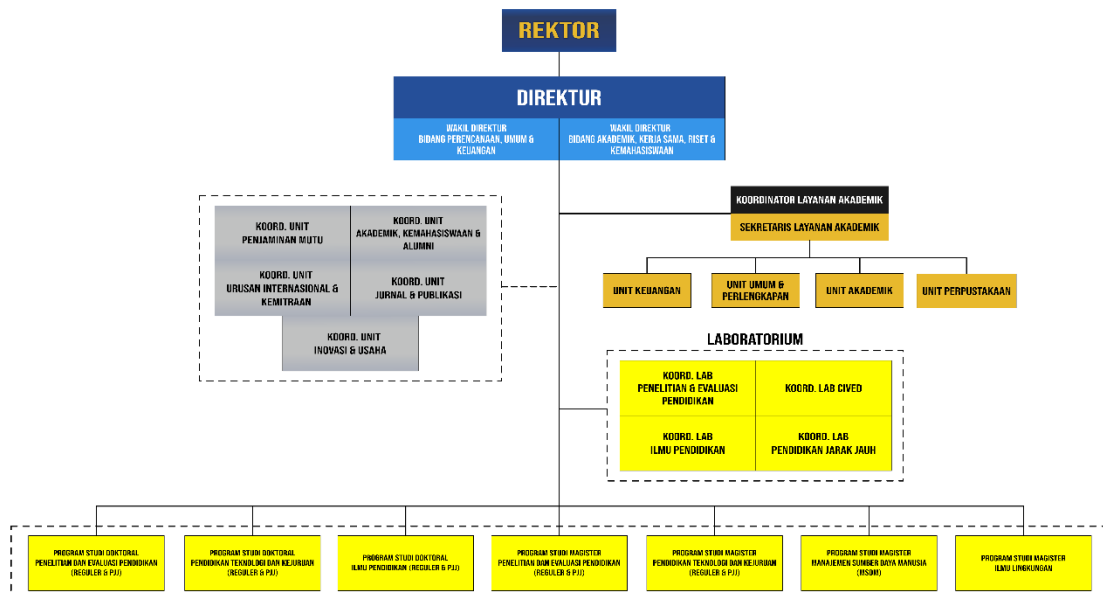 REKTOR
DIREKTUR
WAKIL DIREKTUR
BIDANG PERENCANAAN, UMUM &
KEUANGAN
WAKIL DIREKTUR
BIDANG AKADEMIK, KERJA SAMA, RISET &
KEMAHASISWAAN
KOORDINATOR LAYANAN AKADEMIK
SEKRETARIS LAYANAN AKADEMIK
KOORD. UNIT
PENJAMINAN MUTU
KOORD. UNIT
AKADEMIK, KEMAHASISWAAN &
ALUMNI
KOORD. UNIT
URUSAN INTERNASIONAL &
KEMITRAAN
KOORD. UNIT
JURNAL & PUBLIKASI
KOORD. UNIT
INOVASI & USAHA
UNIT KEUANGAN
UNIT UMUM &
PERLENGKAPAN
UNIT AKADEMIK
UNIT PERPUSTAKAAN
LABORATORIUM
KOORD. LAB
PENELITIAN & EVALUASI
PENDIDIKAN
KOORD. LAB CIVED
KOORD. LAB
ILMU PENDIDIKAN
KOORD. LAB
PENDIDIKAN JARAK JAUH
PROGRAM STUDI DOKTORAL
PENELITIAN DAN EVALUASI PENDIDIKAN
(REGULER & PJJ)
PROGRAM STUDI DOKTORAL
PENDIDIKAN TEKNOLOGI DAN KEJURUAN
(REGULER & PJJ)
PROGRAM STUDI DOKTORAL
ILMU PENDIDIKAN (REGULER & PJJ)
PROGRAM STUDI MAGISTER
PENELITIAN DAN EVALUASI PENDIDIKAN
(REGULER & PJJ)
PROGRAM STUDI MAGISTER
PENDIDIKAN TEKNOLOGI DAN KEJURUAN
(REGULER & PJJ)
PROGRAM STUDI MAGISTER
MANAJEMEN SUMBER DAYA MANUSIA
(MSDM)
PROGRAM STUDI MAGISTER
ILMU LINGKUNGAN